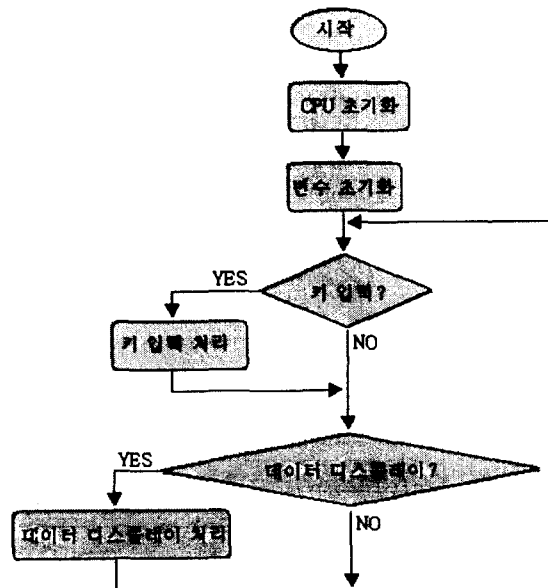 시작
CPU 초기화
변수 초기화
키 입력?
YES
키 입력 처리
NO
데이터 디스플레이?
YES
데이터 디스플레이 처리
NO